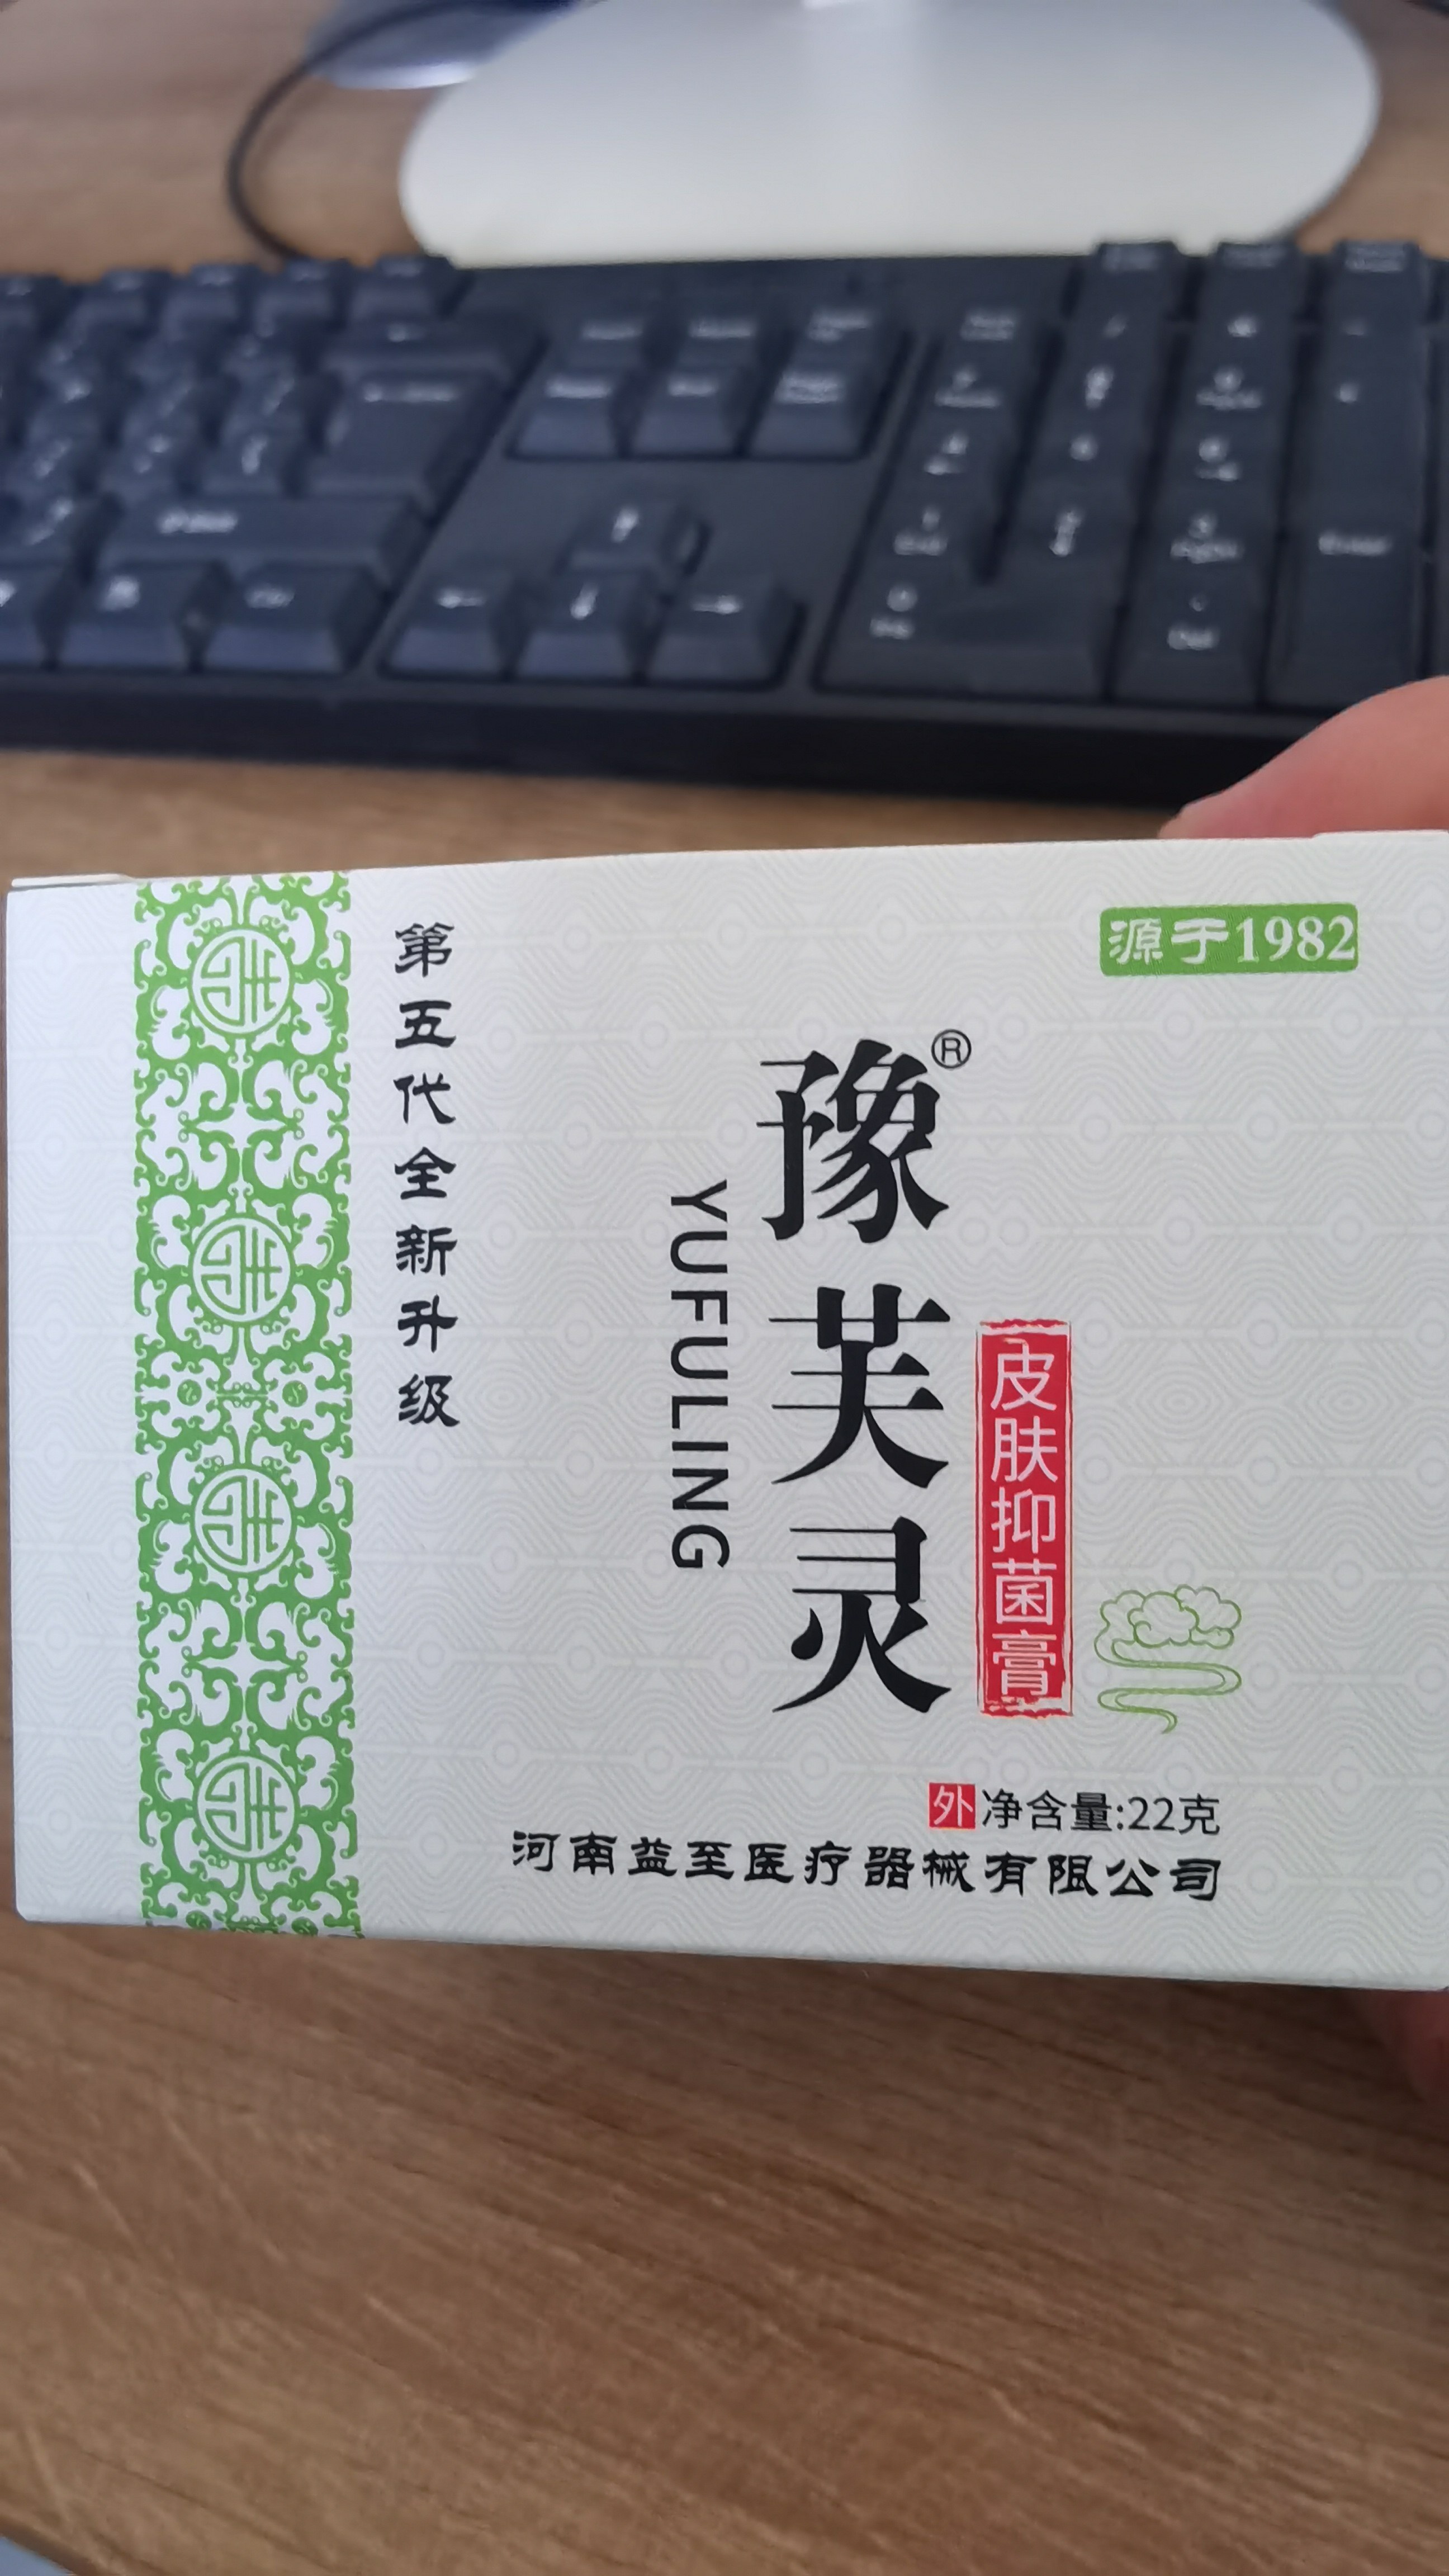 源于1982
第五代全新升级
豫芙灵®
YUFULING
皮肤抑菌膏
外 净含量:22克
河南益至医疗器械有限公司